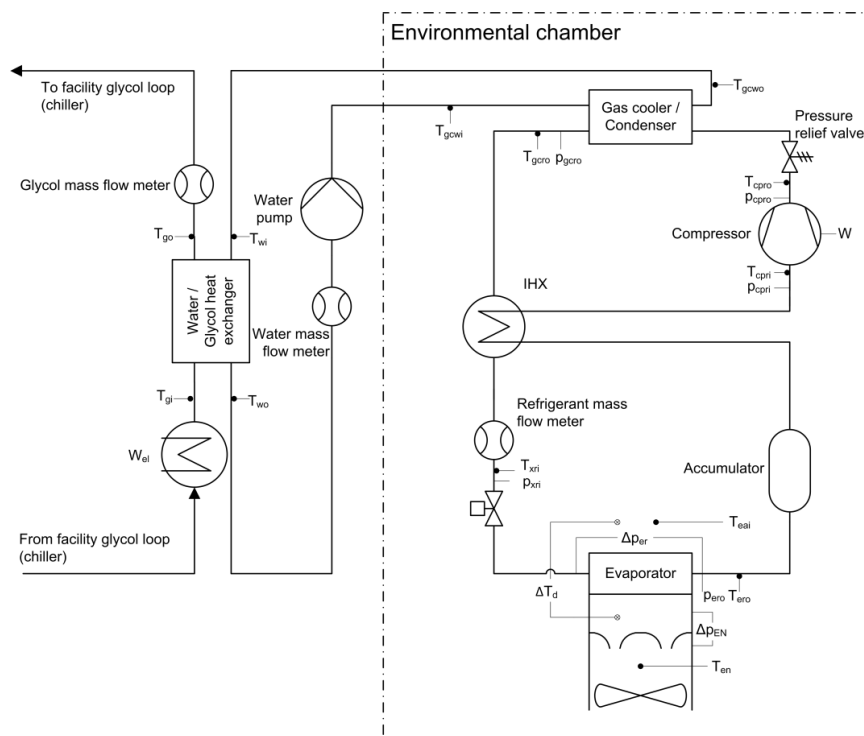 Environmental chamber
To facility glycol loop
(chiller)
Gas cooler /
Condenser
Tgcwo
Pressure
relief valve
Tgcwi
Tgcro
pgcro
Glycol mass flow meter
Water
pump
Tcpro
pcpro
Compressor
W
Tgo
Twi
Tcpri
pcpri
Water /
Glycol heat
exchanger
IHX
Water mass
flow meter
Tgi
Two
Refrigerant mass
flow meter
Wel
Txri
pxri
Accumulator
From facility glycol loop
(chiller)
Teai
Δper
Evaporator
ΔTd
pero
Tero
ΔpEN
Ten